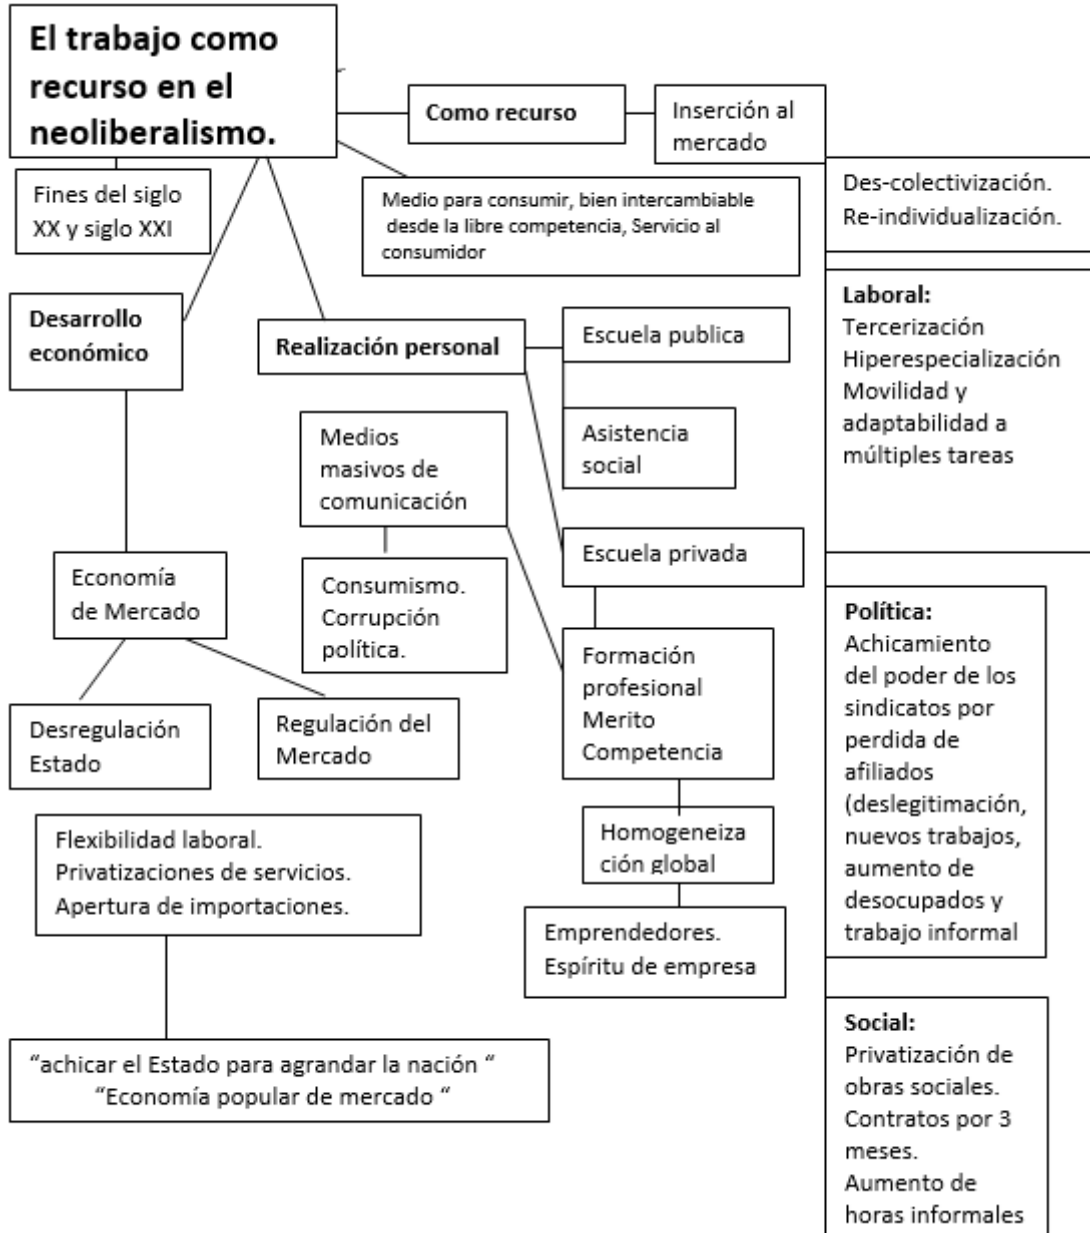 El trabajo como
recurso en el
neoliberalismo.
Como recurso
Inserción al
mercado
Fines del siglo
XX y siglo XXI
Medio para consumir, bien intercambiable
desde la libre competencia, Servicio al
consumidor
Des-colectivización.
Re-individualización.
Desarrollo
económico
Realización personal
Escuela publica
Asistencia
social
Laboral:
Tercerización
Hiperespecialización
Movilidad y
adaptabilidad a
múltiples tareas
Medios
masivos de
comunicación
Escuela privada
Economía
de Mercado
Consumismo.
Corrupción
política.
Formación
profesional
Merito
Competencia
Política:
Achicamiento
del poder de los
sindicatos por
perdida de
afiliados
(deslegitimación,
nuevos trabajos,
aumento de
desocupados y
trabajo informal
Desregulación
Estado
Regulación del
Mercado
Flexibilidad laboral.
Privatizaciones de servicios.
Apertura de importaciones.
Homogeneiza
ción global
Emprendedores.
Espíritu de empresa
“achicar el Estado para agrandar la nación “
“Economía popular de mercado “
Social:
Privatización de
obras sociales.
Contratos por 3
meses.
Aumento de
horas informales